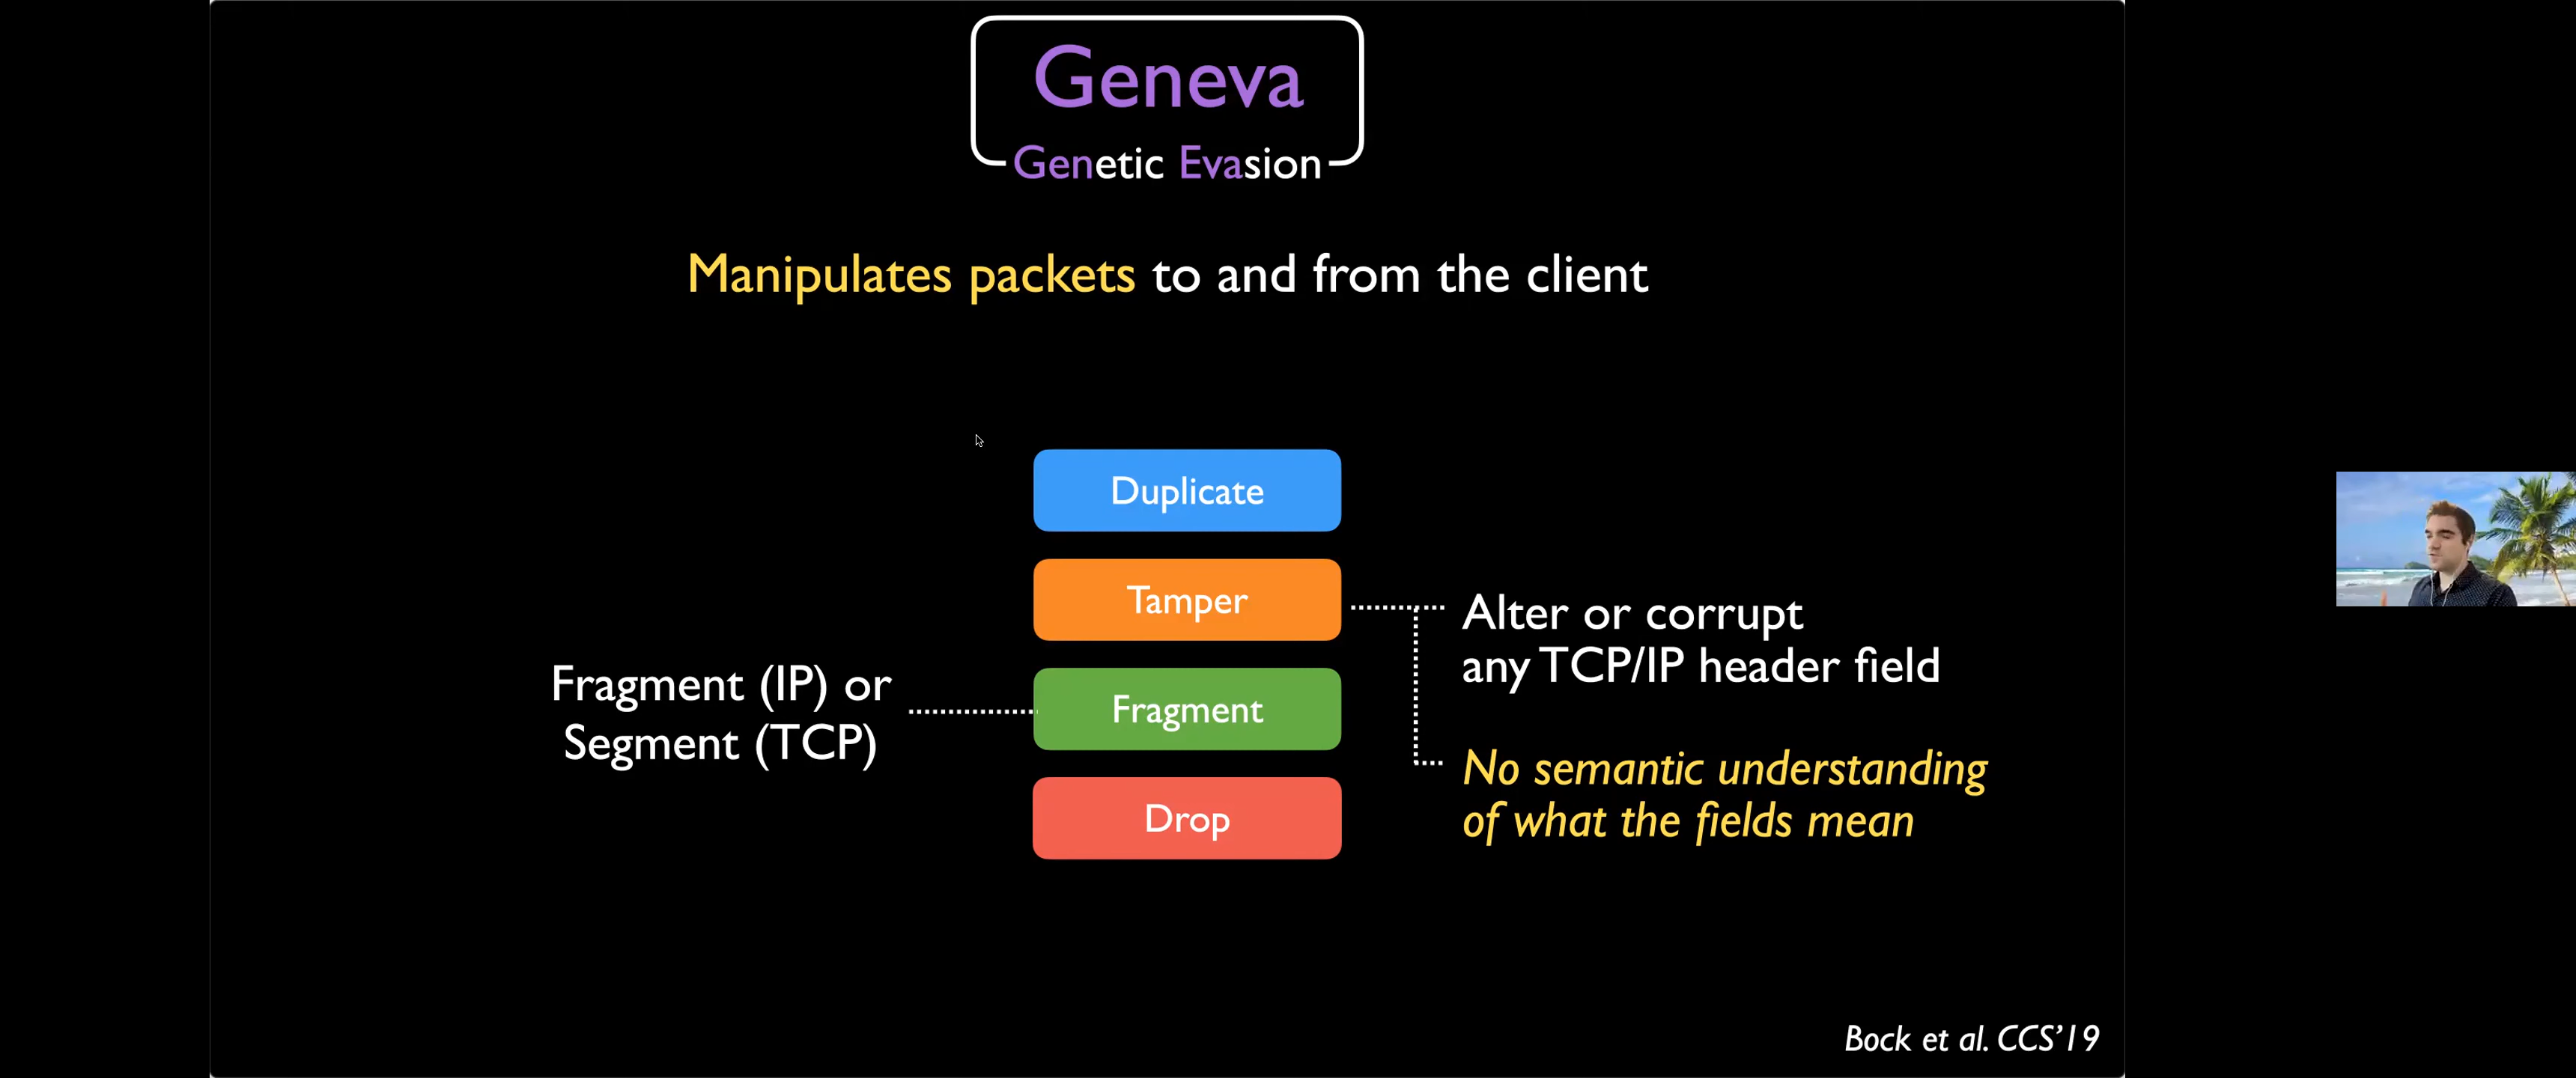 Geneva
Genetic Evasion
Manipulates packets to and from the client
Duplicate
Tamper
Alter or corrupt
any TCP/IP header field
Fragment (IP) or
Segment (TCP)
Fragment
No semantic understanding
of what the fields mean
Drop
Bock et al. CCS'19